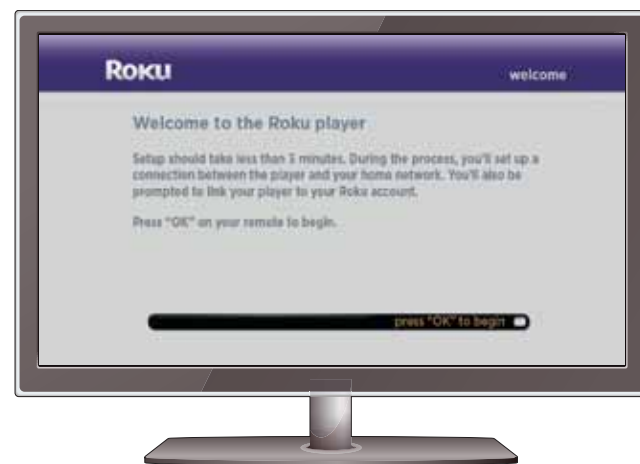 Roku
welcome
Welcome to the Roku player
Setup should take less than 5 minutes. During the process, you'll set up a
connection between the player and your home network. You'll also be
prompted to link your player to your Roku account.
Press "OK" on your remote to begin.
press "OK" to begin